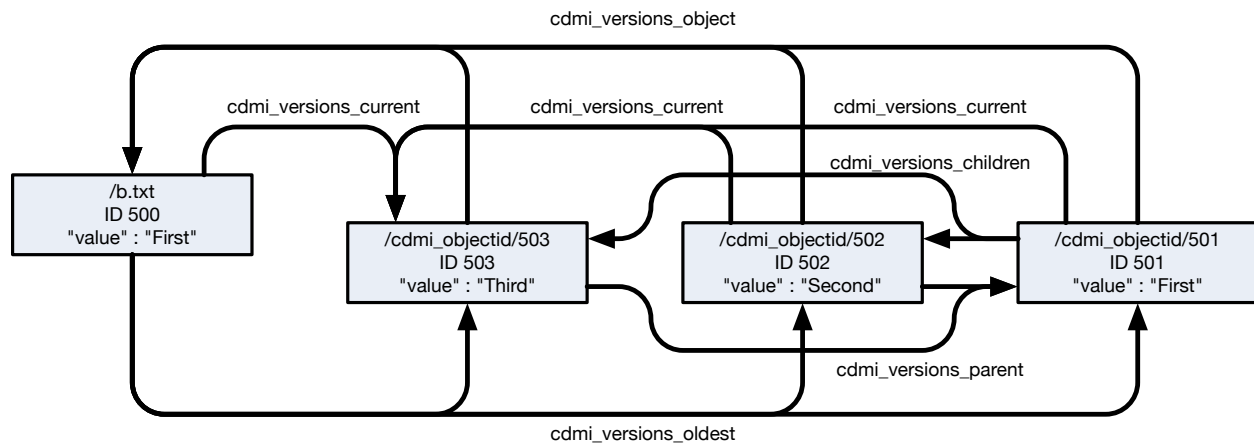 cdmi_versions_object
cdmi_versions_current
cdmi_versions_current
cdmi_versions_current
cdmi_versions_children
/b.txt
ID 500
"value" : "First"
/cdmi_objectid/503
ID 503
"value" : "Third"
/cdmi_objectid/502
ID 502
"value" : "Second"
/cdmi_objectid/501
ID 501
"value" : "First"
cdmi_versions_parent
cdmi_versions_oldest